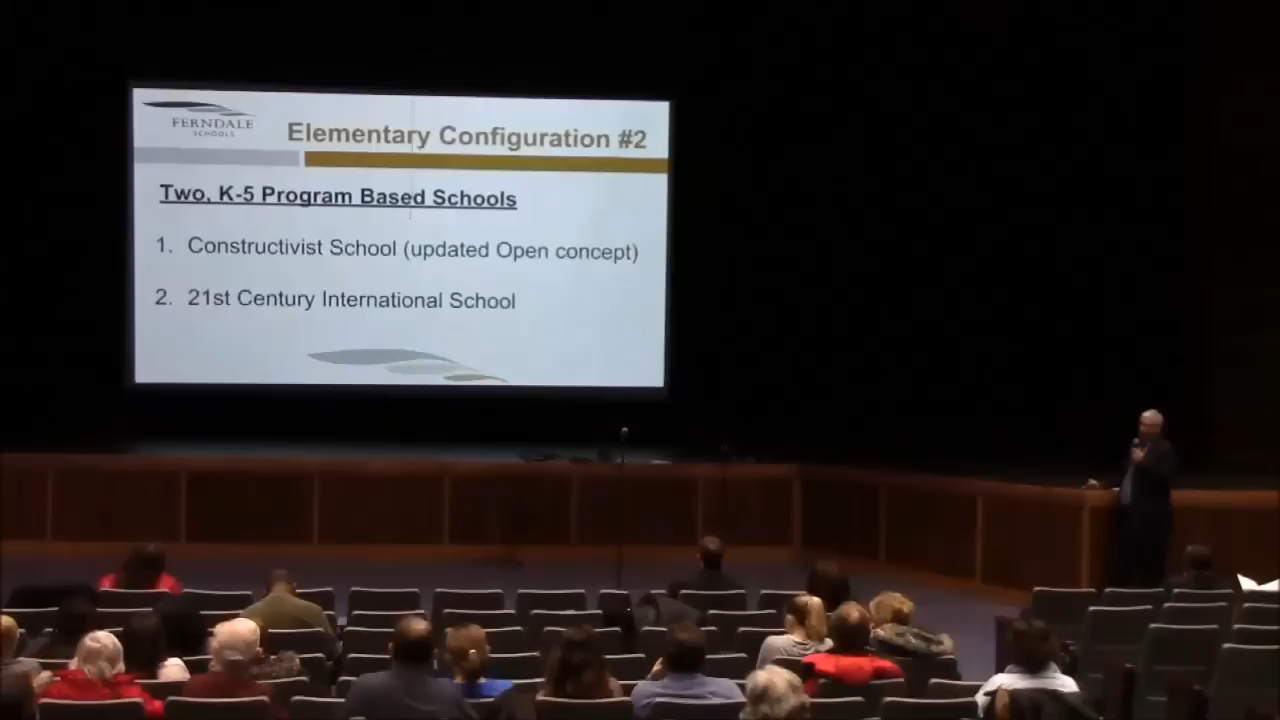 FERNDALE
SCHOOLS
Elementary Configuration #2
Two, K-5 Program Based Schools
1. Constructivist School (updated Open concept)
2. 21st Century International School